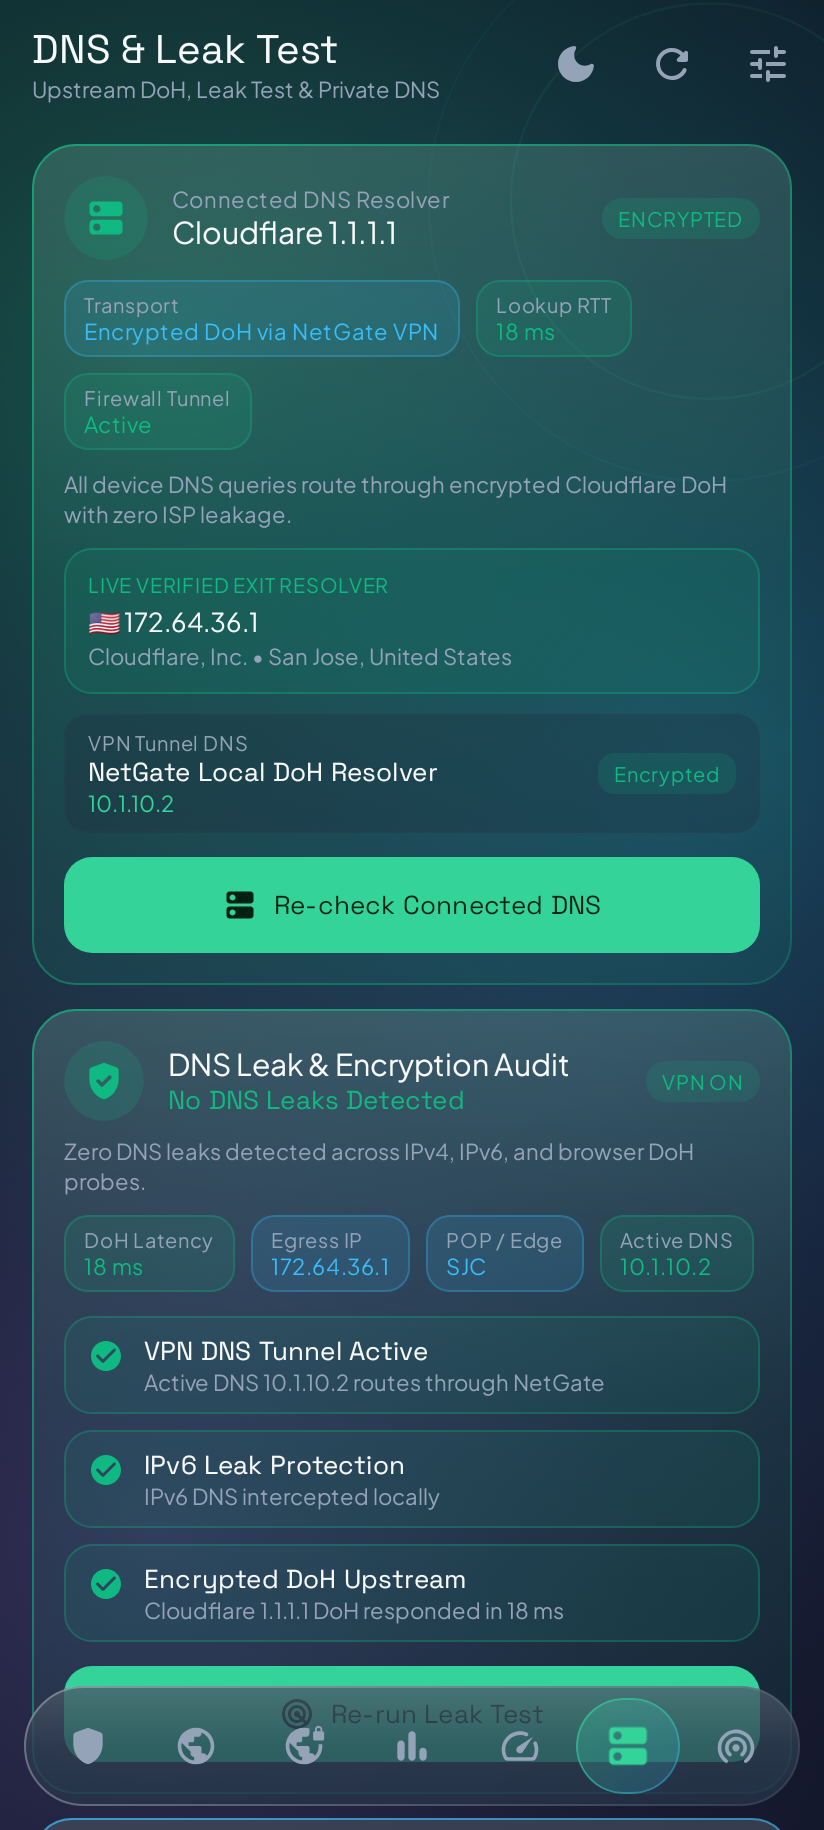 DNS & Leak Test
Upstream DoH, Leak Test & Private DNS
Connected DNS Resolver
Cloudflare 1.1.1.1
ENCRYPTED
Transport
Encrypted DoH via NetGate VPN
Lookup RTT
18 ms
Firewall Tunnel
Active
All device DNS queries route through encrypted Cloudflare DoH
with zero ISP leakage.
LIVE VERIFIED EXIT RESOLVER
🇺🇸 172.64.36.1
Cloudflare, Inc. • San Jose, United States
VPN Tunnel DNS
NetGate Local DoH Resolver
10.1.10.2
Encrypted
Re-check Connected DNS
DNS Leak & Encryption Audit
No DNS Leaks Detected
VPN ON
Zero DNS leaks detected across IPv4, IPv6, and browser DoH
probes.
DoH Latency
18 ms
Egress IP
172.64.36.1
POP / Edge
SJC
Active DNS
10.1.10.2
VPN DNS Tunnel Active
Active DNS 10.1.10.2 routes through NetGate
IPv6 Leak Protection
IPv6 DNS intercepted locally
Encrypted DoH Upstream
Cloudflare 1.1.1.1 DoH responded in 18 ms
Re-run Leak Test